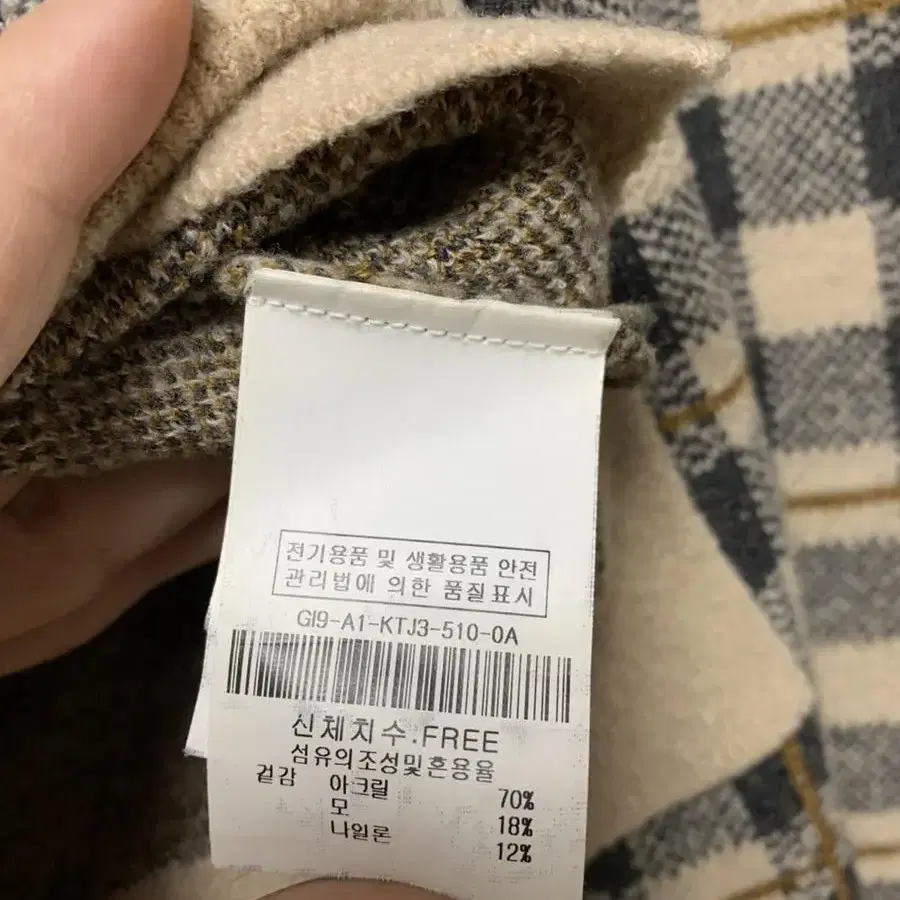 전기용품 및 생활용품 안전
관리법에 의한 품질표시
GI9-A1-KTJ3-510-0A
신체치수.FREE
섬유의조성및혼용율
겉감 아크릴 70%
모 18%
나일론 12%